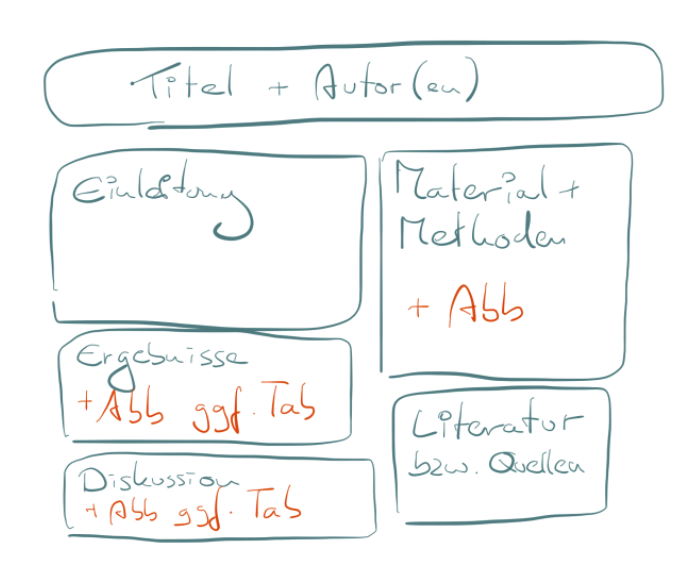 Titel + Autor(en)
Einleitung
Ergebnisse
+ Abb ggf. Tab
Diskussion
+ Abb ggf. Tab
Material +
Methoden
+ Abb
Literatur
bzw. Quellen